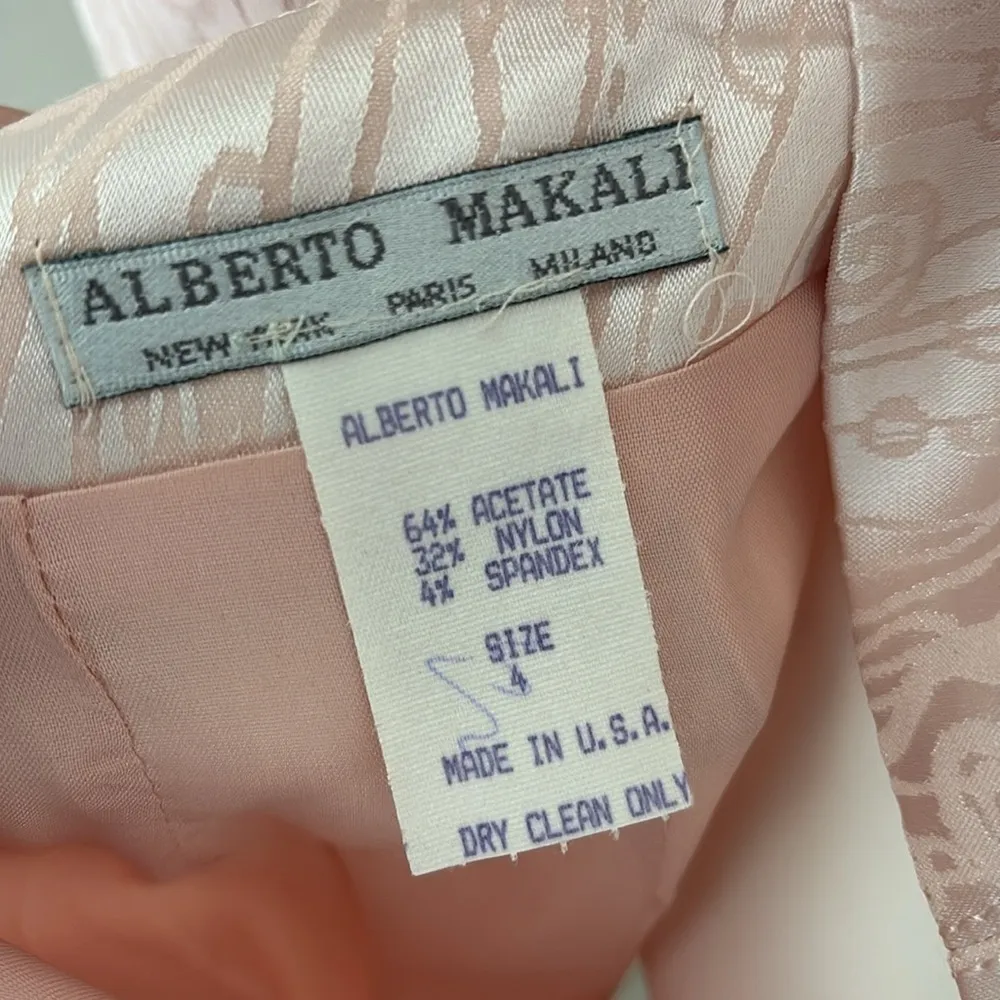 ALBERTO MAKALI
NEW YORK PARIS MILANO
ALBERTO MAKALI
64% ACETATE
32% NYLON
4% SPANDEX
SIZE
4
MADE IN U.S.A.
DRY CLEAN ONLY